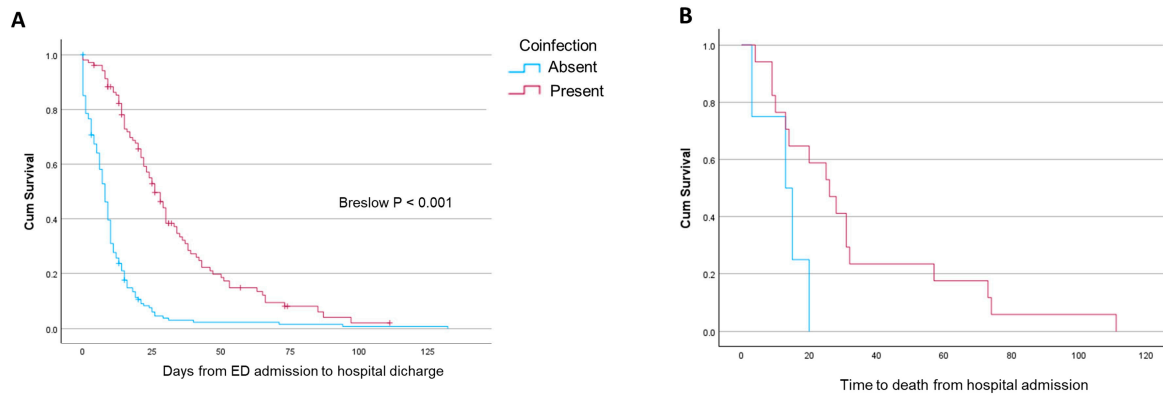 A
Coinfection
Absent
Present
Cum Survival
1.0
0.8
0.6
0.4
0.2
0.0
Breslow P < 0.001
0 25 50 75 100 125
Days from ED admission to hospital dicharge
B
Cum Survival
1.0
0.8
0.6
0.4
0.2
0.0
0 20 40 60 80 100 120
Time to death from hospital admission